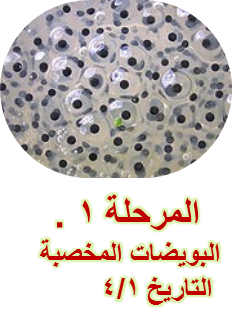 المرحلة ١ .
البويضات المخصبة
التاريخ ٤/١